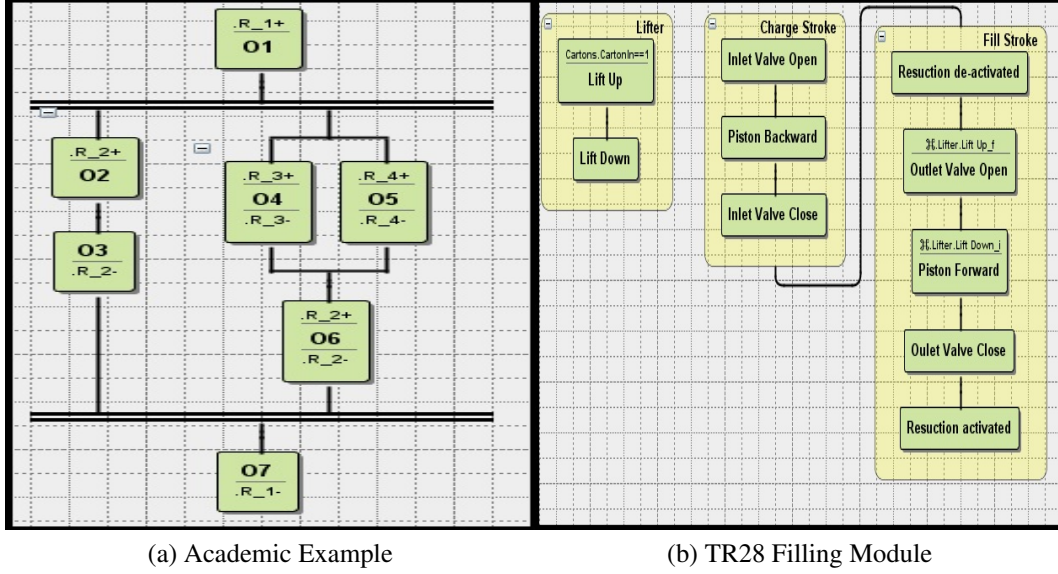 .R_1+
O1
.R_2+
O2
O3
.R_2-
.R_3+
O4
.R_3-
.R_4+
O5
.R_4-
.R_2+
O6
.R_2-
O7
.R_1-
(a) Academic Example
Lifter
Cartons.CartonIn==1
Lift Up
Lift Down
Charge Stroke
Inlet Valve Open
Piston Backward
Inlet Valve Close
Fill Stroke
Resuction de-activated
⌘.Lifter.Lift Up_f
Outlet Valve Open
⌘.Lifter.Lift Down_i
Piston Forward
Oulet Valve Close
Resuction activated
(b) TR28 Filling Module